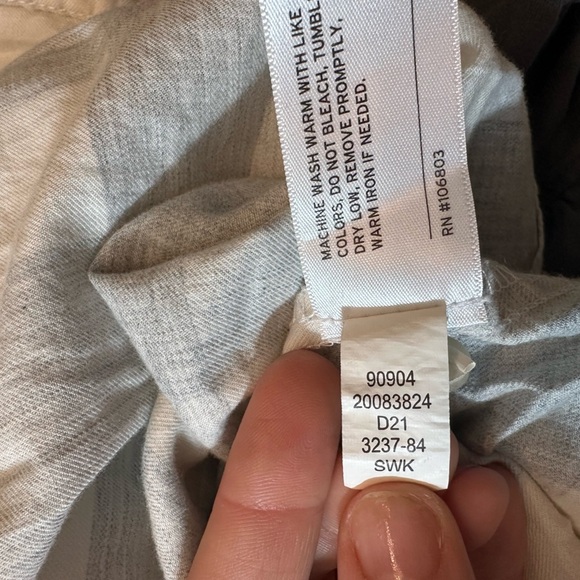 MACHINE WASH WARM WITH LIKE
COLORS, DO NOT BLEACH, TUMBL
DRY LOW, REMOVE PROMPTLY,
WARM IRON IF NEEDED.
RN #106803
90904
20083824
D21
3237-84
SWK